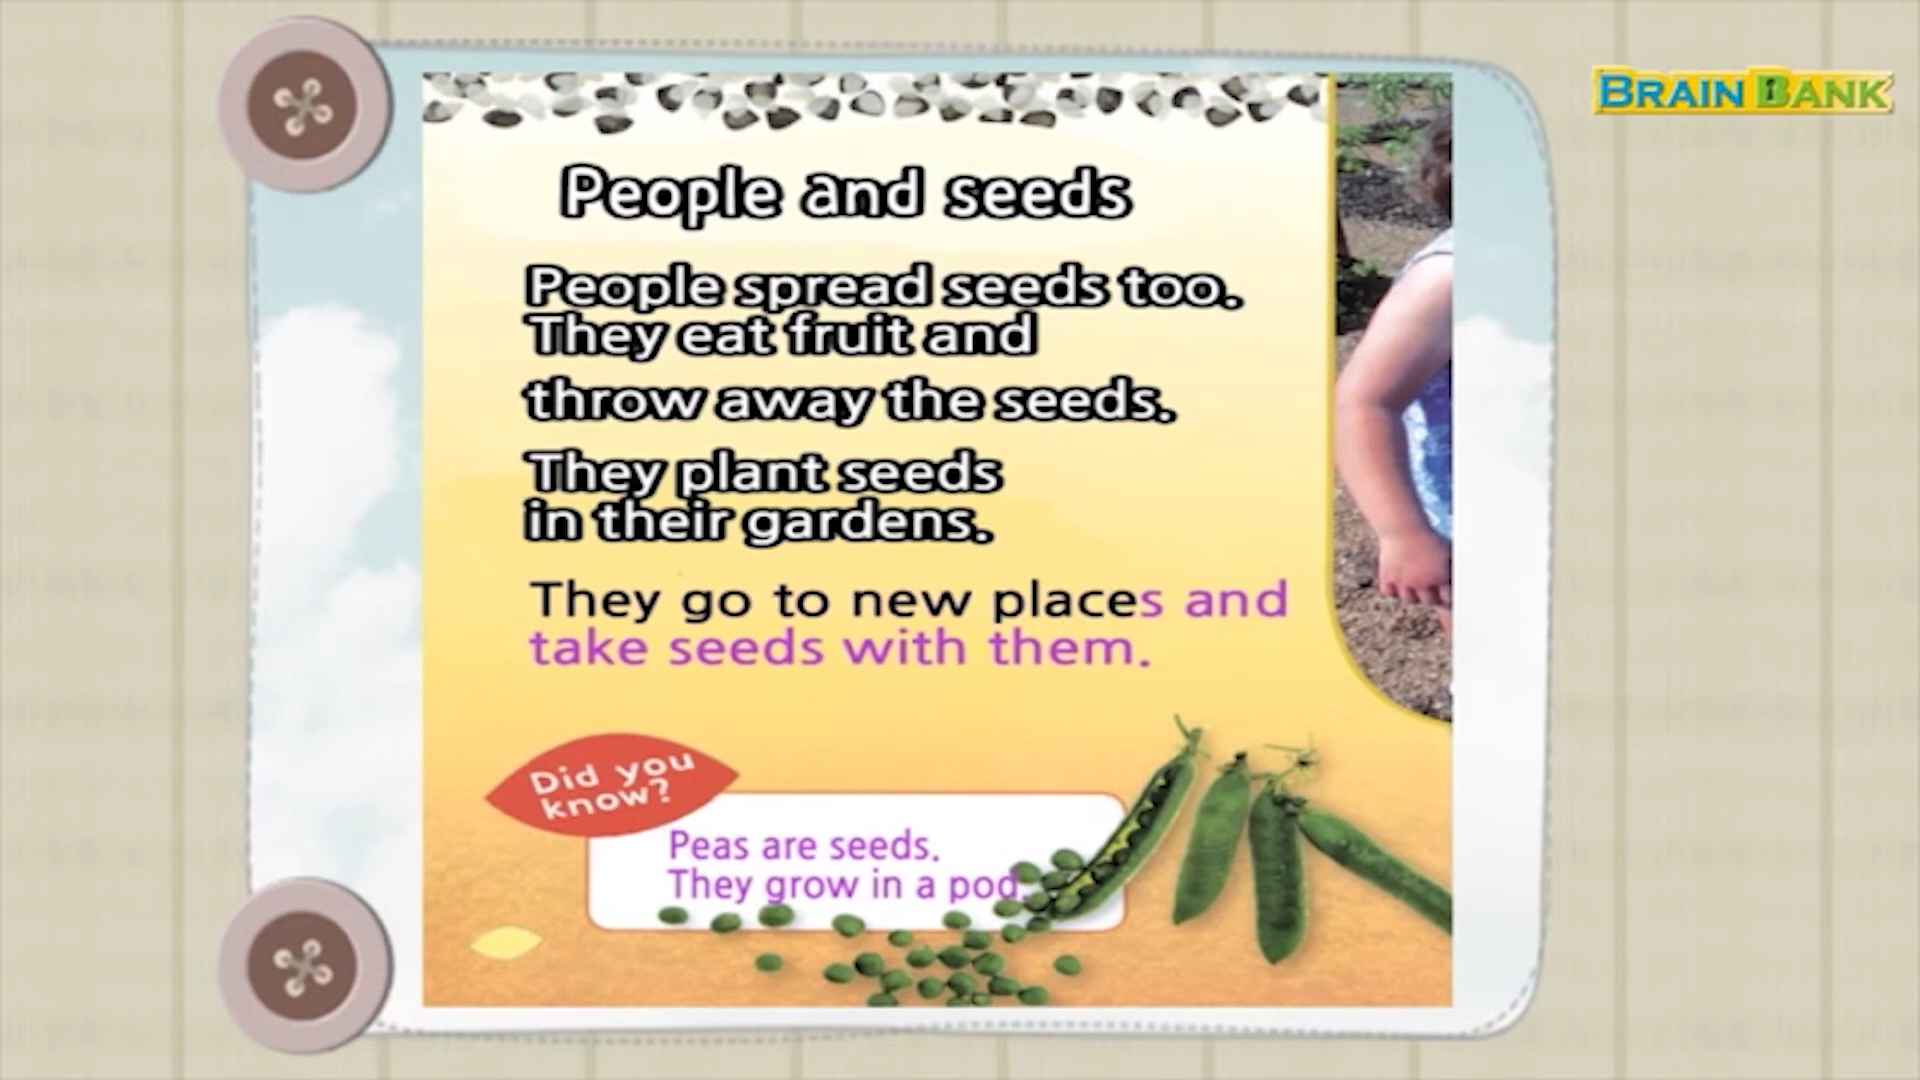 BRAIN BANK
People and seeds
People spread seeds too.
They eat fruit and
throw away the seeds.
They plant seeds
in their gardens.
They go to new places and
take seeds with them.
Did you
know?
Peas are seeds.
They grow in a pod.